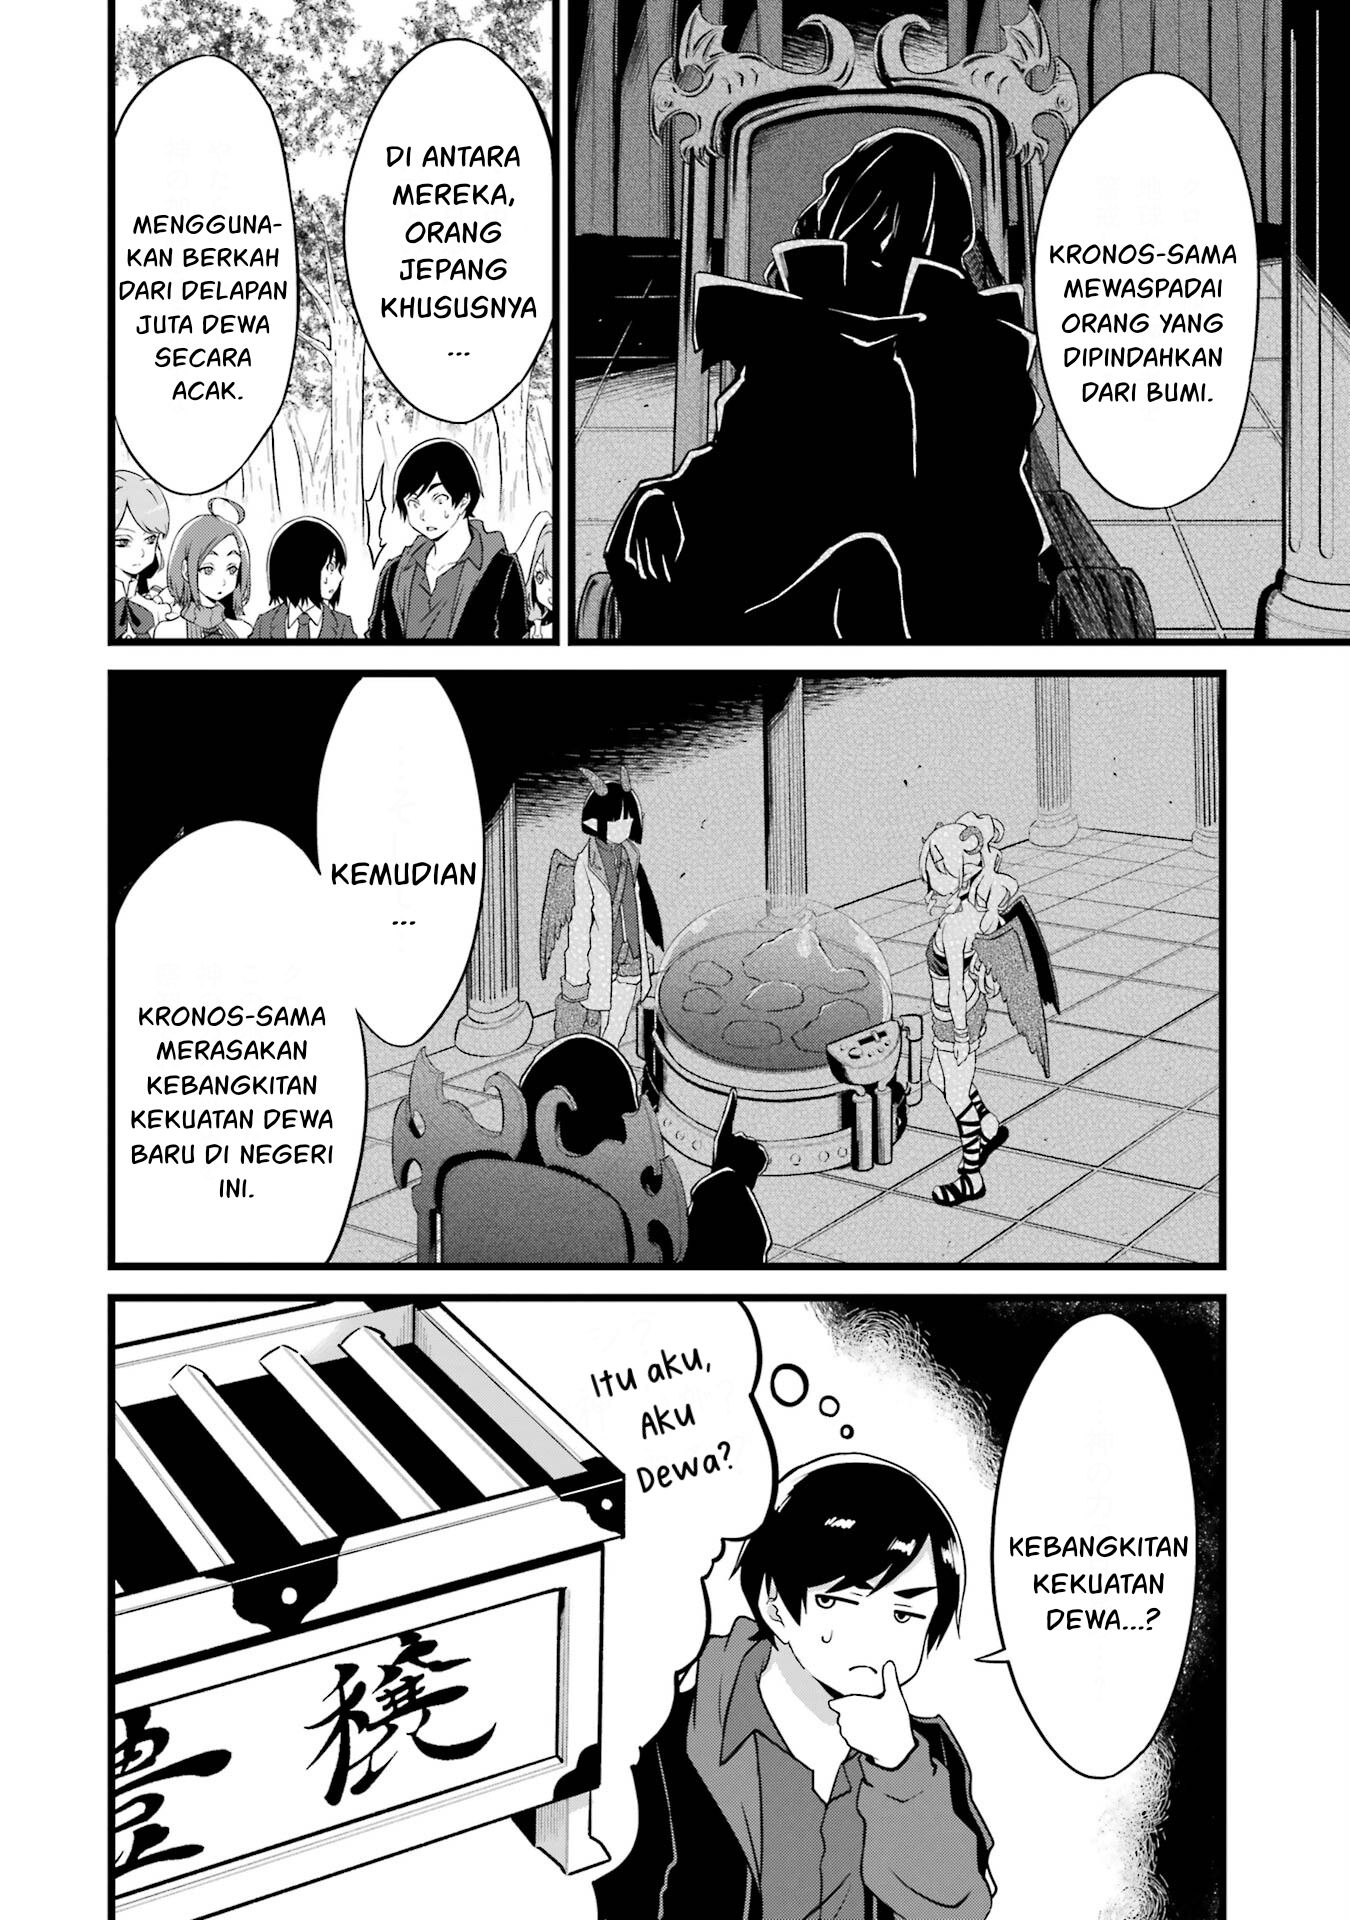 KRONOS-SAMA
MEWASPADAI
ORANG YANG
DIPINDAHKAN
DARI BUMI.
DI ANTARA
MEREKA,
ORANG
JEPANG
KHUSUSNYA
...
MENGGUNA-
KAN BERKAH
DARI DELAPAN
JUTA DEWA
SECARA
ACAK.
KEMUDIAN
...
KRONOS-SAMA
MERASAKAN
KEBANGKITAN
KEKUATAN DEWA
BARU DI NEGERI
INI.
KEBANGKITAN
KEKUATAN
DEWA...?
Itu aku,
AKU
Dewa?